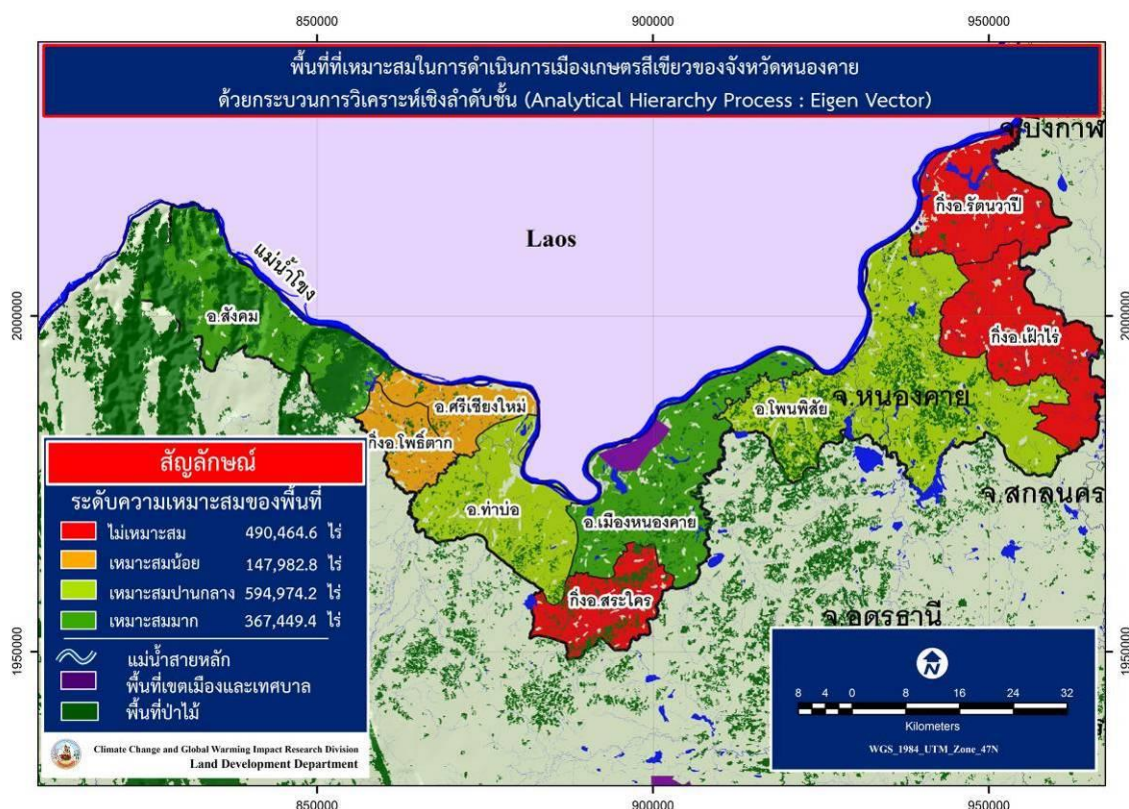 850000
900000
950000
พื้นที่ที่เหมาะสมในการดำเนินการเมืองเกษตรสีเขียวของจังหวัดหนองคาย
ด้วยกระบวนการวิเคราะห์เชิงลำดับชั้น (Analytical Hierarchy Process : Eigen Vector)
จ.บึงกาฬ
กิ่งอ.รัตนวาปี
Laos
แม่น้ำโขง
2000000
2000000
อ.สังคม
กิ่งอ.เฝ้าไร่
อ.ศรีเชียงใหม่
อ.โพนพิสัย
จ.หนองคาย
กิ่งอ.โพธิ์ตาก
จ.สกลนคร
อ.ท่าบ่อ
อ.เมืองหนองคาย
กิ่งอ.สระใคร
จ.อุดรธานี
1950000
1950000
สัญลักษณ์
ระดับความเหมาะสมของพื้นที่
ไม่เหมาะสม 490,464.6 ไร่
เหมาะสมน้อย 147,982.8 ไร่
เหมาะสมปานกลาง 594,974.2 ไร่
เหมาะสมมาก 367,449.4 ไร่
แม่น้ำสายหลัก
พื้นที่เขตเมืองและเทศบาล
พื้นที่ป่าไม้
Climate Change and Global Warming Impact Research Division
Land Development Department
N
8 4 0 8 16 24 32
Kilometers
WGS_1984_UTM_Zone_47N
850000
900000
950000